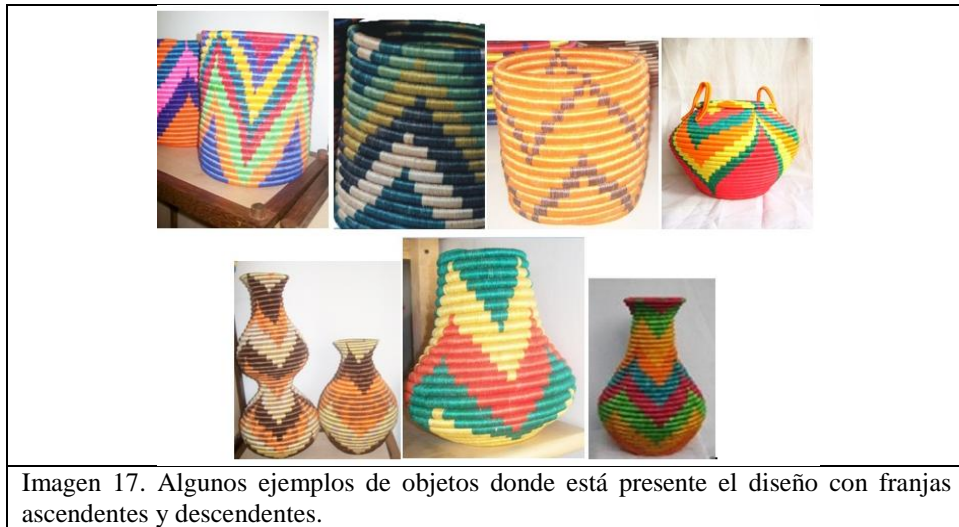 Imagen 17. Algunos ejemplos de objetos donde está presente el diseño con franjas
ascendentes y descendentes.